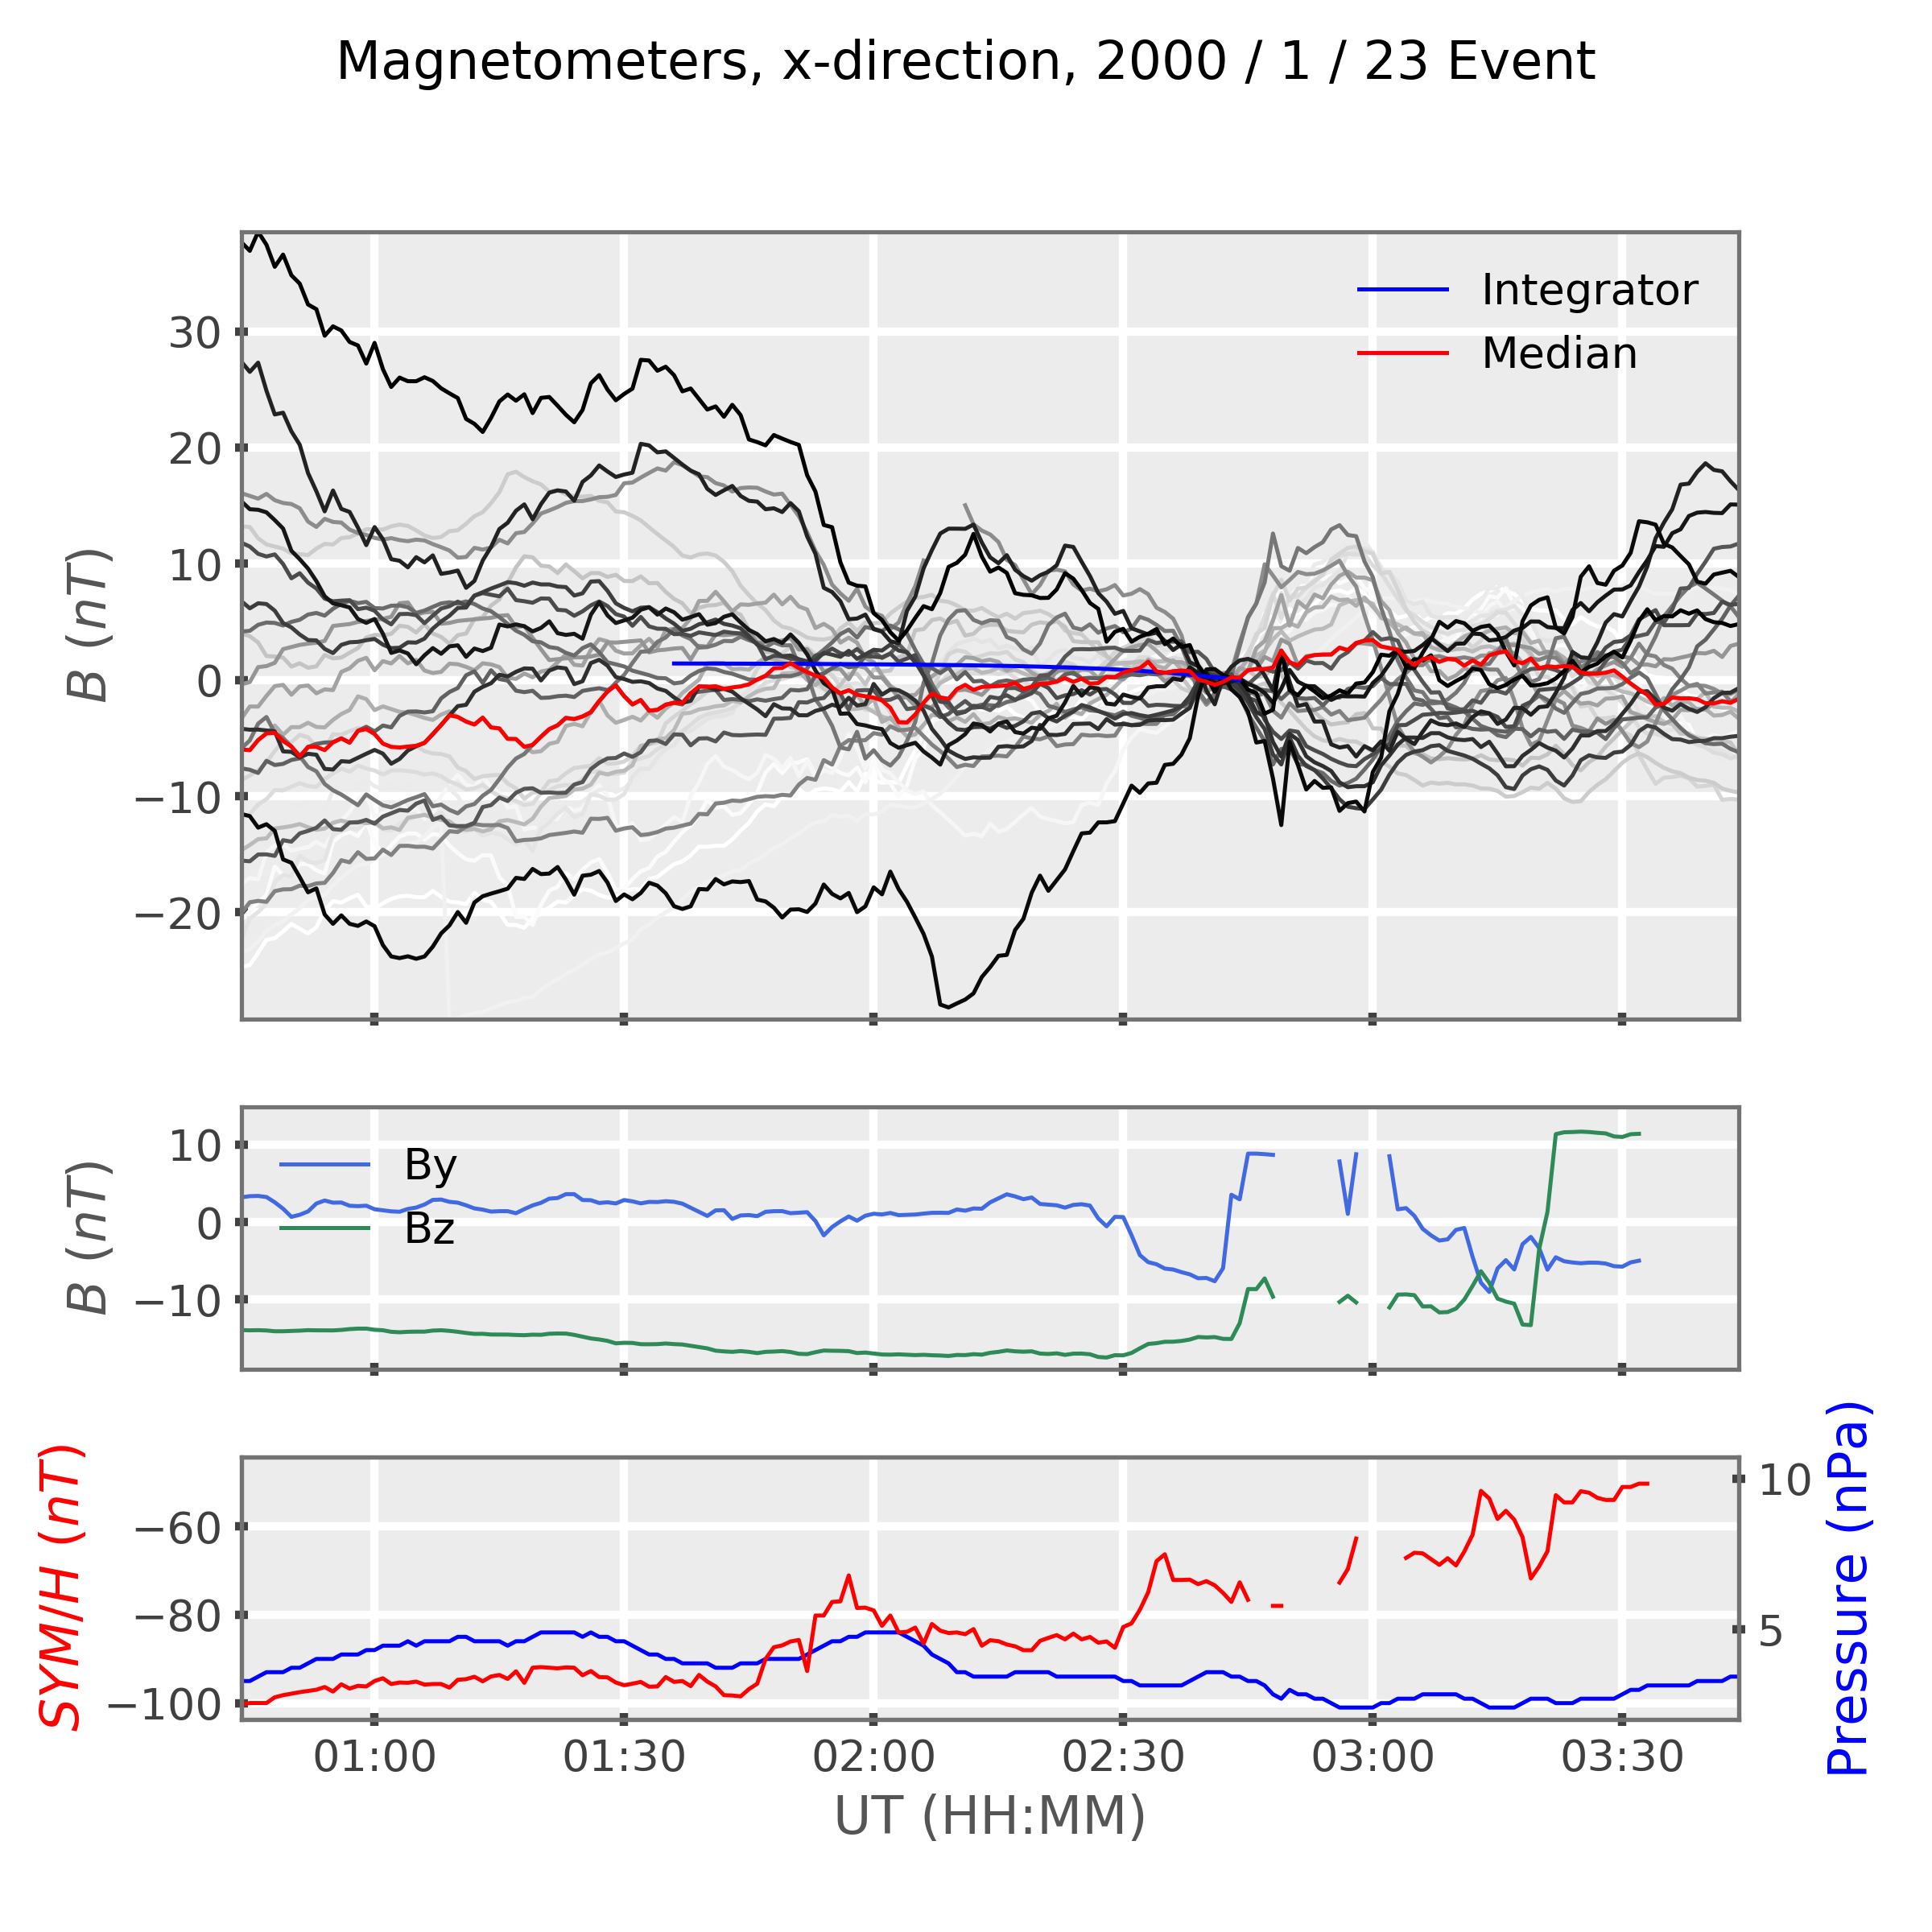 Magnetometers, x-direction, 2000 / 1 / 23 Event
B (nT)
30
20
10
0
−10
−20
Integrator
Median
B (nT)
10
0
−10
By
Bz
SYM/H (nT)
−60
−80
−100
10
5
Pressure (nPa)
01:00 01:30 02:00 02:30 03:00 03:30
UT (HH:MM)